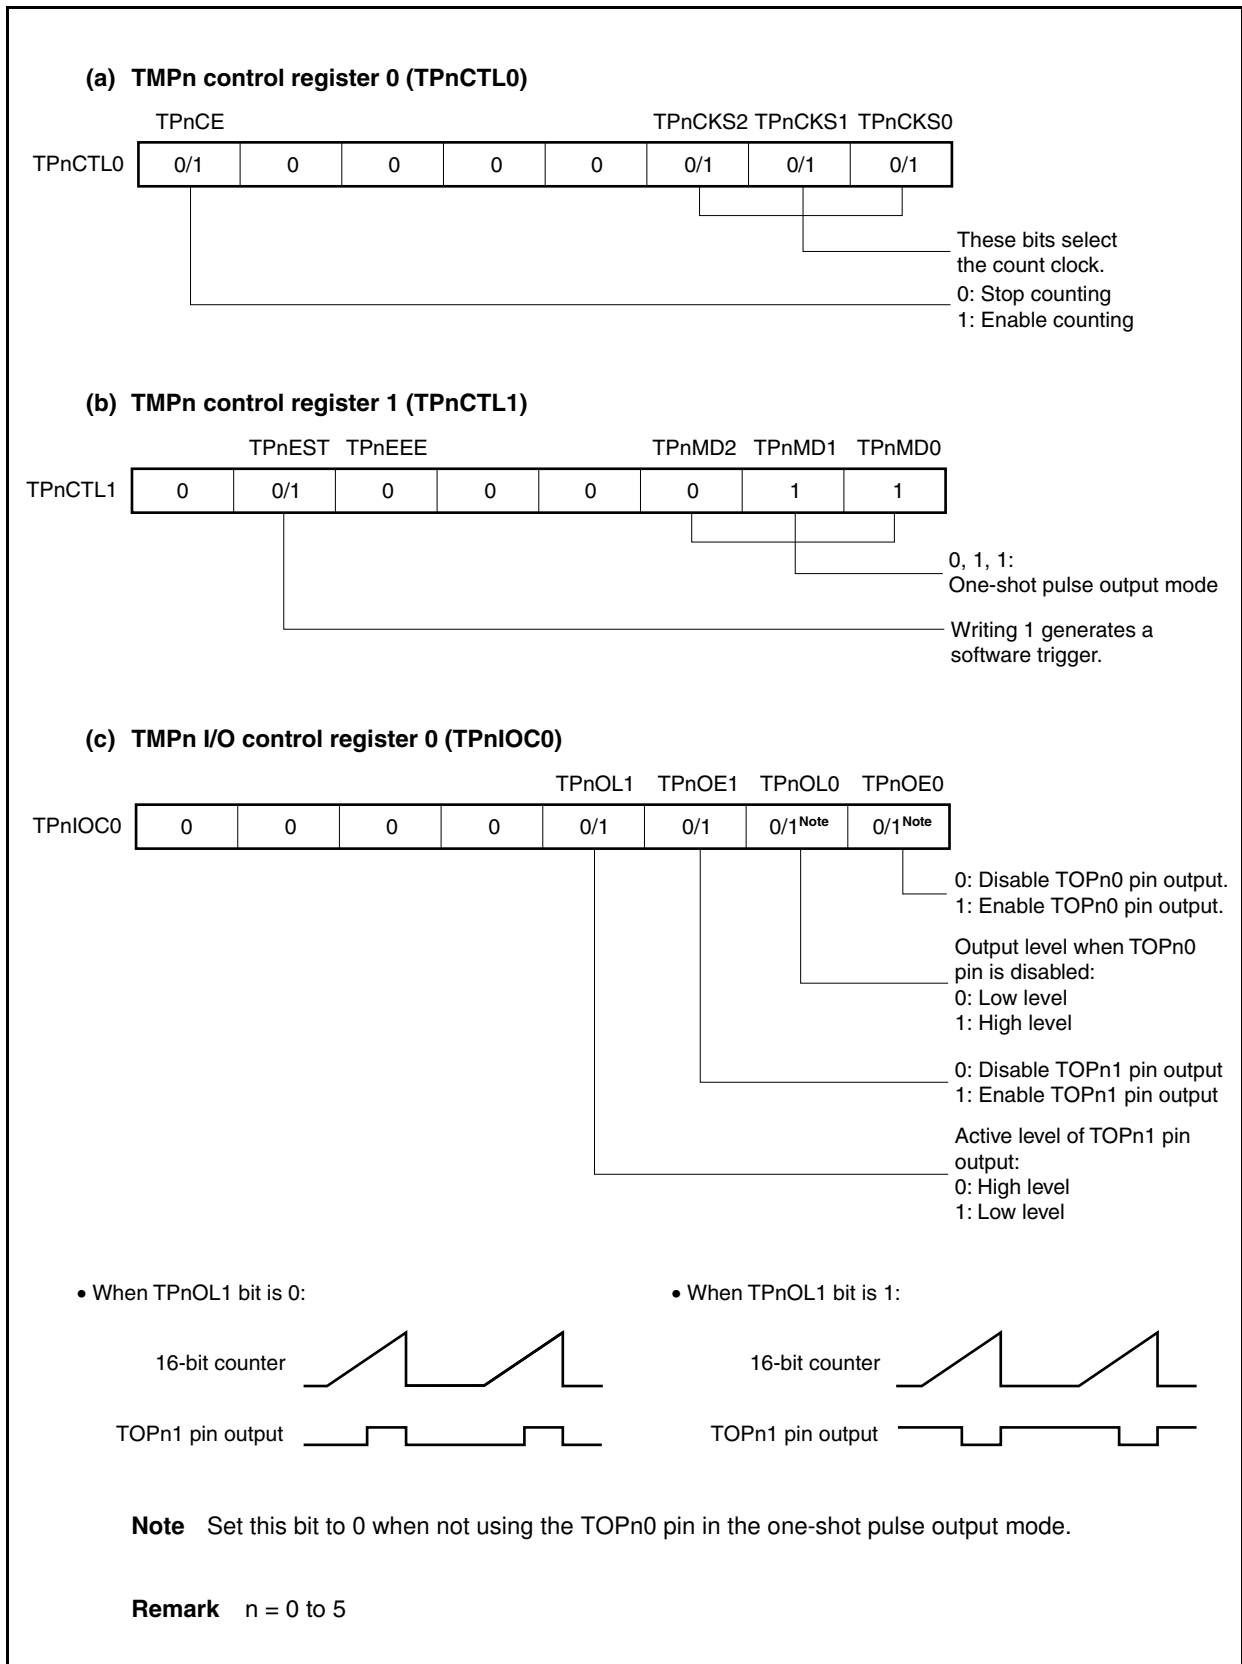 (a) TMPn control register 0 (TPnCTL0)
TPnCE TPnCKS2 TPnCKS1 TPnCKS0
TPnCTL0 0/1 0 0 0 0 0/1 0/1 0/1
These bits select
the count clock.
0: Stop counting
1: Enable counting
(b) TMPn control register 1 (TPnCTL1)
TPnEST TPnEEE TPnMD2 TPnMD1 TPnMD0
TPnCTL1 0 0/1 0 0 0 0 1 1
0, 1, 1:
One-shot pulse output mode
Writing 1 generates a
software trigger.
(c) TMPn I/O control register 0 (TPnIOC0)
TPnOL1 TPnOE1 TPnOL0 TPnOE0
TPnIOC0 0 0 0 0 0/1 0/1 0/1Note 0/1Note
0: Disable TOPn0 pin output.
1: Enable TOPn0 pin output.
Output level when TOPn0
pin is disabled:
0: Low level
1: High level
0: Disable TOPn1 pin output
1: Enable TOPn1 pin output
Active level of TOPn1 pin
output:
0: High level
1: Low level
• When TPnOL1 bit is 0: • When TPnOL1 bit is 1:
16-bit counter 16-bit counter
TOPn1 pin output TOPn1 pin output
Note Set this bit to 0 when not using the TOPn0 pin in the one-shot pulse output mode.
Remark n = 0 to 5